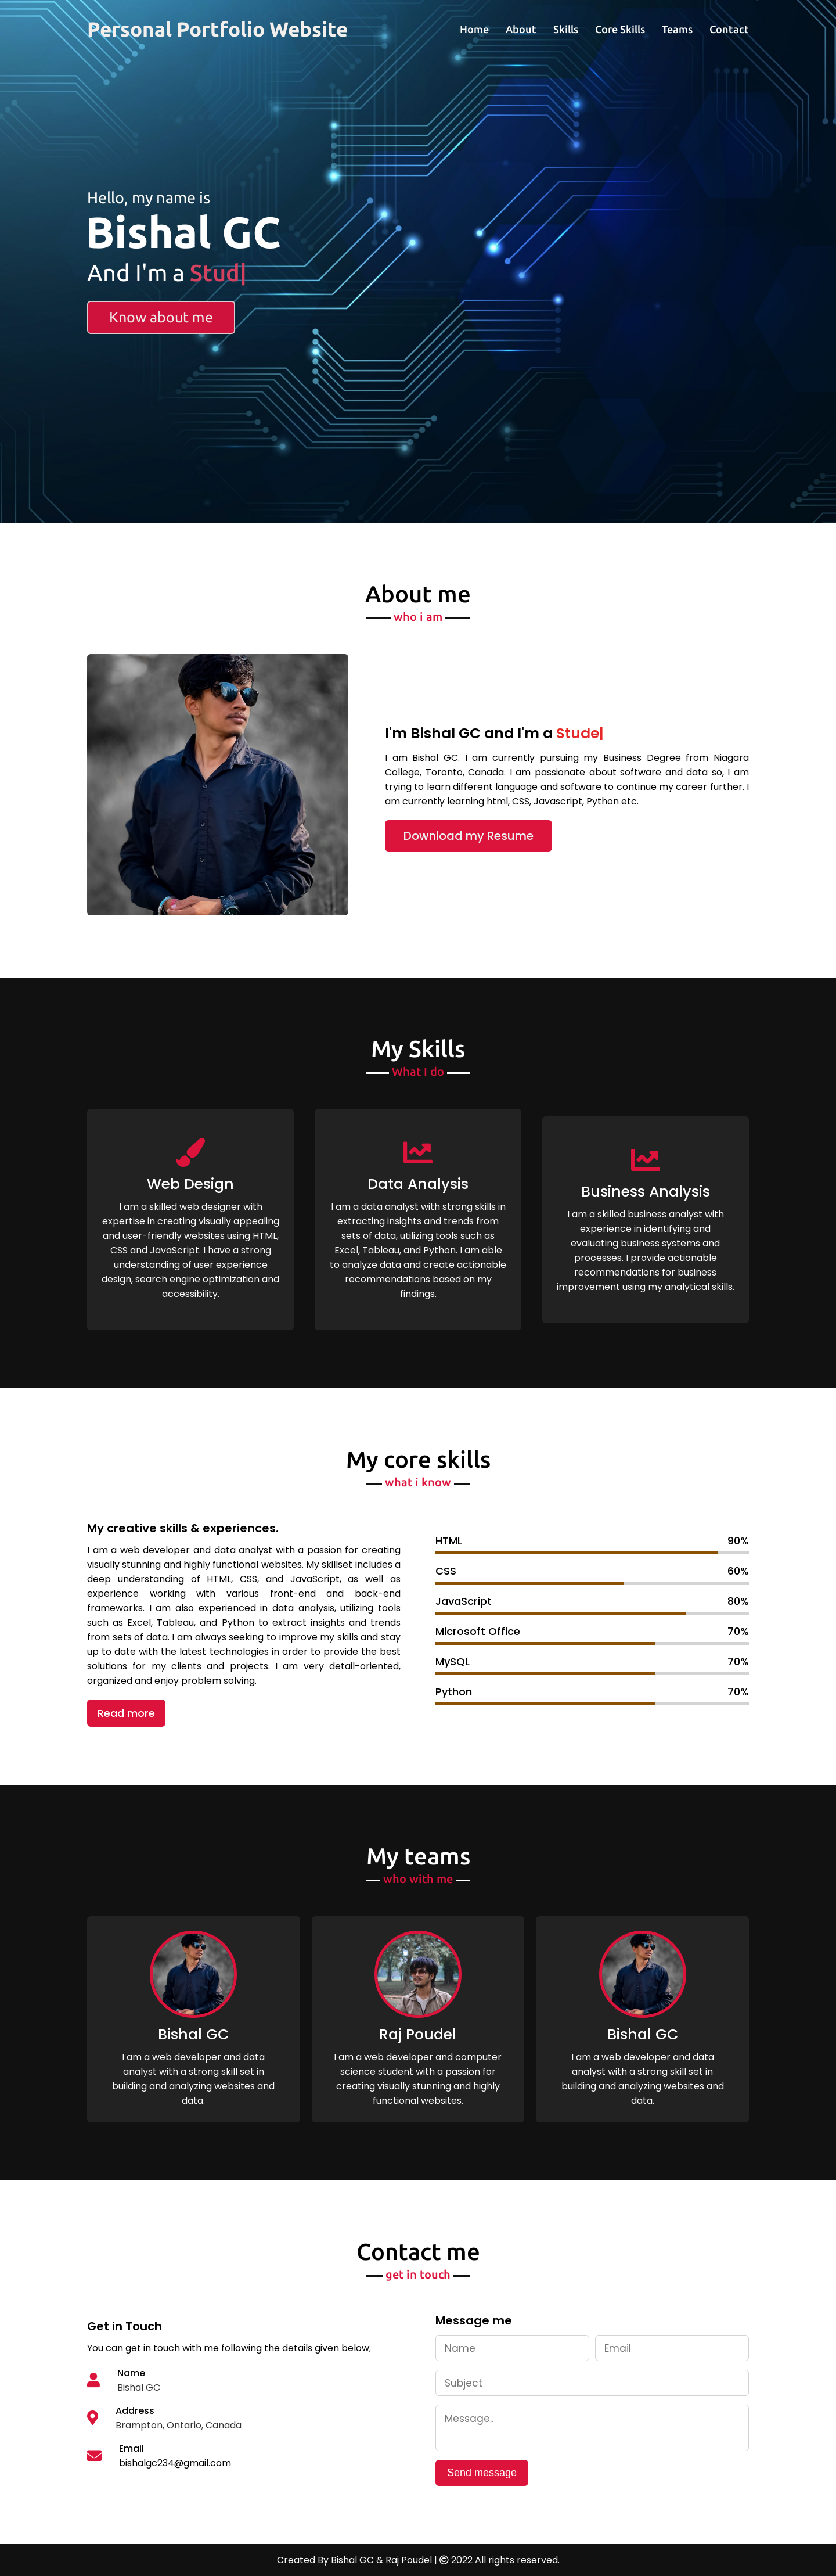 Personal Portfolio Website
Home About Skills Core Skills Teams Contact
Hello, my name is
Bishal GC
And I'm a Stud|
Know about me
About me
who i am
I'm Bishal GC and I'm a Stude|
I am Bishal GC. I am currently pursuing my Business Degree from Niagara
College, Toronto, Canada. I am passionate about software and data so, I am
trying to learn different language and software to continue my career further. I
am currently learning html, CSS, Javascript, Python etc.
Download my Resume
My Skills
What I do
Web Design
I am a skilled web designer with
expertise in creating visually appealing
and user-friendly websites using HTML,
CSS and JavaScript. I have a strong
understanding of user experience
design, search engine optimization and
accessibility.
Data Analysis
I am a data analyst with strong skills in
extracting insights and trends from
sets of data, utilizing tools such as
Excel, Tableau, and Python. I am able
to analyze data and create actionable
recommendations based on my
findings.
Business Analysis
I am a skilled business analyst with
experience in identifying and
evaluating business systems and
processes. I provide actionable
recommendations for business
improvement using my analytical skills.
My core skills
what i know
My creative skills & experiences.
I am a web developer and data analyst with a passion for creating
visually stunning and highly functional websites. My skillset includes a
deep understanding of HTML, CSS, and JavaScript, as well as
experience working with various front-end and back-end
frameworks. I am also experienced in data analysis, utilizing tools
such as Excel, Tableau, and Python to extract insights and trends
from sets of data. I am always seeking to improve my skills and stay
up to date with the latest technologies in order to provide the best
solutions for my clients and projects. I am very detail-oriented,
organized and enjoy problem solving.
Read more
HTML 90%
CSS 60%
JavaScript 80%
Microsoft Office 70%
MySQL 70%
Python 70%
My teams
who with me
Bishal GC
I am a web developer and data
analyst with a strong skill set in
building and analyzing websites and
data.
Raj Poudel
I am a web developer and computer
science student with a passion for
creating visually stunning and highly
functional websites.
Bishal GC
I am a web developer and data
analyst with a strong skill set in
building and analyzing websites and
data.
Contact me
get in touch
Get in Touch
You can get in touch with me following the details given below;
Name
Bishal GC
Address
Brampton, Ontario, Canada
Email
bishalgc234@gmail.com
Message me
Name Email
Subject
Message..
Send message
Created By Bishal GC & Raj Poudel | © 2022 All rights reserved.